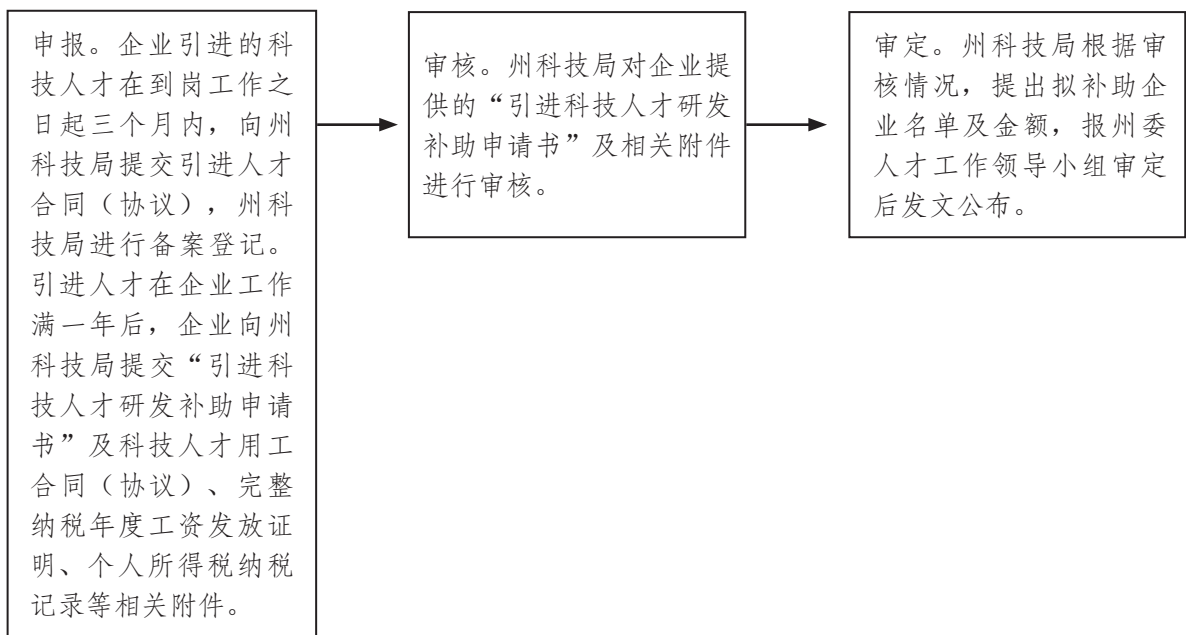 申报。企业引进的科
技人才在到岗工作之
日起三个月内，向州
科技局提交引进人才
合同（协议），州科
技局进行备案登记。
引进人才在企业工作
满一年后，企业向州
科技局提交“引进科
技人才研发补助申请
书”及科技人才用工
合同（协议）、完整
纳税年度工资发放证
明、个人所得税纳税
记录等相关附件。
审核。州科技局对企业提
供的“引进科技人才研发
补助申请书”及相关附件
进行审核。
审定。州科技局根据审
核情况，提出拟补助企
业名单及金额，报州委
人才工作领导小组审定
后发文公布。